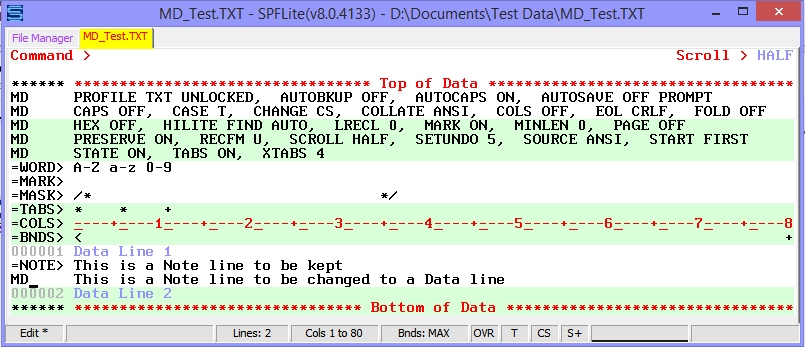 MD_Test.TXT - SPFLite(v8.0.4133) - D:\Documents\Test Data\MD_Test.TXT
File Manager MD_Test.TXT
Command > Scroll > HALF
****** ********************************* Top of Data **********************************
MD PROFILE TXT UNLOCKED, AUTOBKUP OFF, AUTOCAPS ON, AUTOSAVE OFF PROMPT
MD CAPS OFF, CASE T, CHANGE CS, COLLATE ANSI, COLS OFF, EOL CRLF, FOLD OFF
MD HEX OFF, HILITE FIND AUTO, LRECL 0, MARK ON, MINLEN 0, PAGE OFF
MD PRESERVE ON, RECFM U, SCROLL HALF, SETUNDO 5, SOURCE ANSI, START FIRST
MD STATE ON, TABS ON, XTABS 4
=WORD> A-Z a-z 0-9
=MARK>
=MASK> /* */
=TABS> * * +
=COLS> _---+----1----+----2----+----3----+----4----+----5----+----6----+----7----+----8
=BNDS> < +
000001 Data Line 1
=NOTE> This is a Note line to be kept
MD_ This is a Note line to be changed to a Data line
000002 Data Line 2
****** ******************************** Bottom of Data ********************************
Edit * Lines: 2 Cols 1 to 80 Bnds: MAX OVR T CS S+